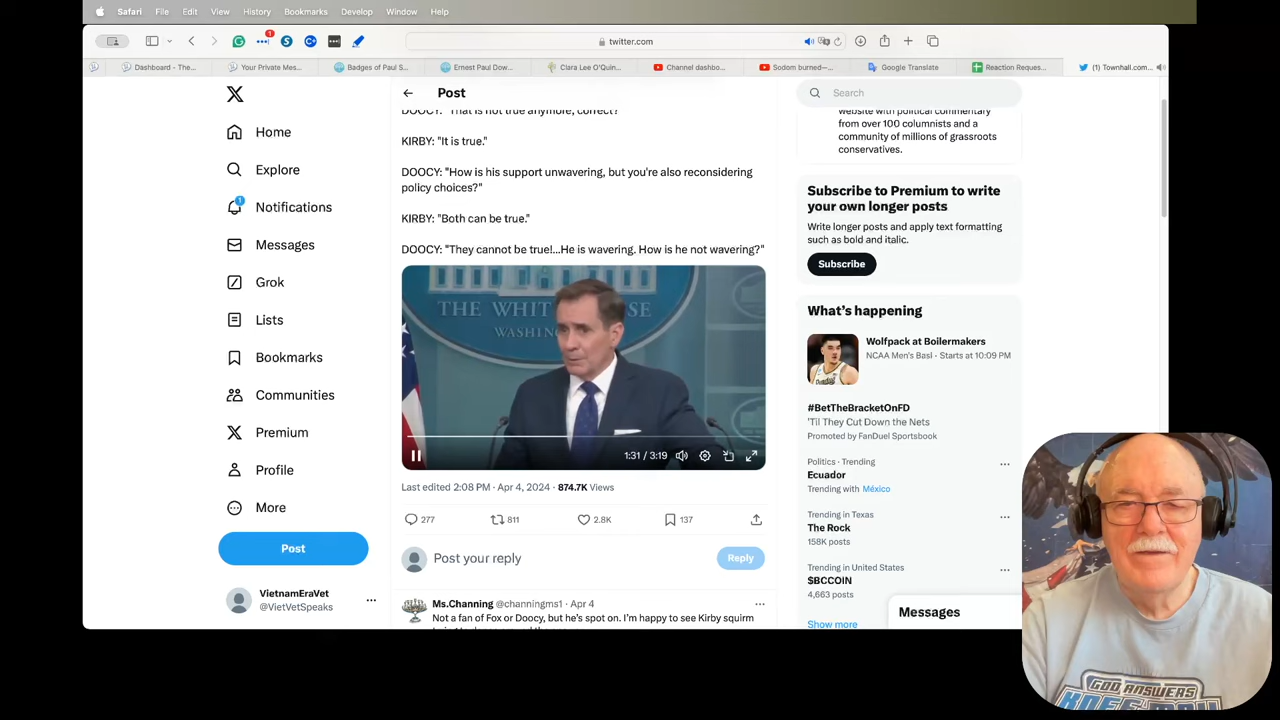 Safari File Edit View History Bookmarks Develop Window Help
twitter.com
Dashboard - The...
Your Private Mes...
Badges of Paul S...
Ernest Paul Dow...
Clara Lee O'Quin...
Channel dashbo...
Sodom burned—...
Google Translate
Reaction Reques...
(1) Townhall.com...
Home
Explore
1
Notifications
Messages
Grok
Lists
Bookmarks
Communities
Premium
Profile
More
Post
VietnamEraVet
@VietVetSpeaks
Post
DOOCY: "That is not true anymore, correct?"
KIRBY: "It is true."
DOOCY: "How is his support unwavering, but you're also reconsidering
policy choices?"
KIRBY: "Both can be true."
DOOCY: "They cannot be true!...He is wavering. How is he not wavering?"
THE WHITE HOUSE
WASHING
1:31 / 3:19
Last edited 2:08 PM · Apr 4, 2024 · 874.7K Views
277 811 2.8K 137
Post your reply
Reply
Ms.Channing @channingms1 · Apr 4
Not a fan of Fox or Doocy, but he's spot on. I'm happy to see Kirby squirm
Search
website with political commentary
from over 100 columnists and a
community of millions of grassroots
conservatives.
Subscribe to Premium to write
your own longer posts
Write longer posts and apply text formatting
such as bold and italic.
Subscribe
What's happening
Wolfpack at Boilermakers
NCAA Men's Basl · Starts at 10:09 PM
#BetTheBracketOnFD
'Til They Cut Down the Nets
Promoted by FanDuel Sportsbook
Politics · Trending
Ecuador
Trending with México
Trending in Texas
The Rock
158K posts
Trending in United States
$BCCOIN
4,663 posts
Show more
Messages
GOD ANSWERS